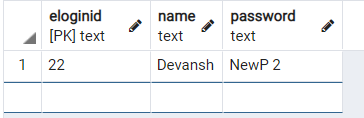 eloginid name password
[PK] text text text
1 22 Devansh NewP 2